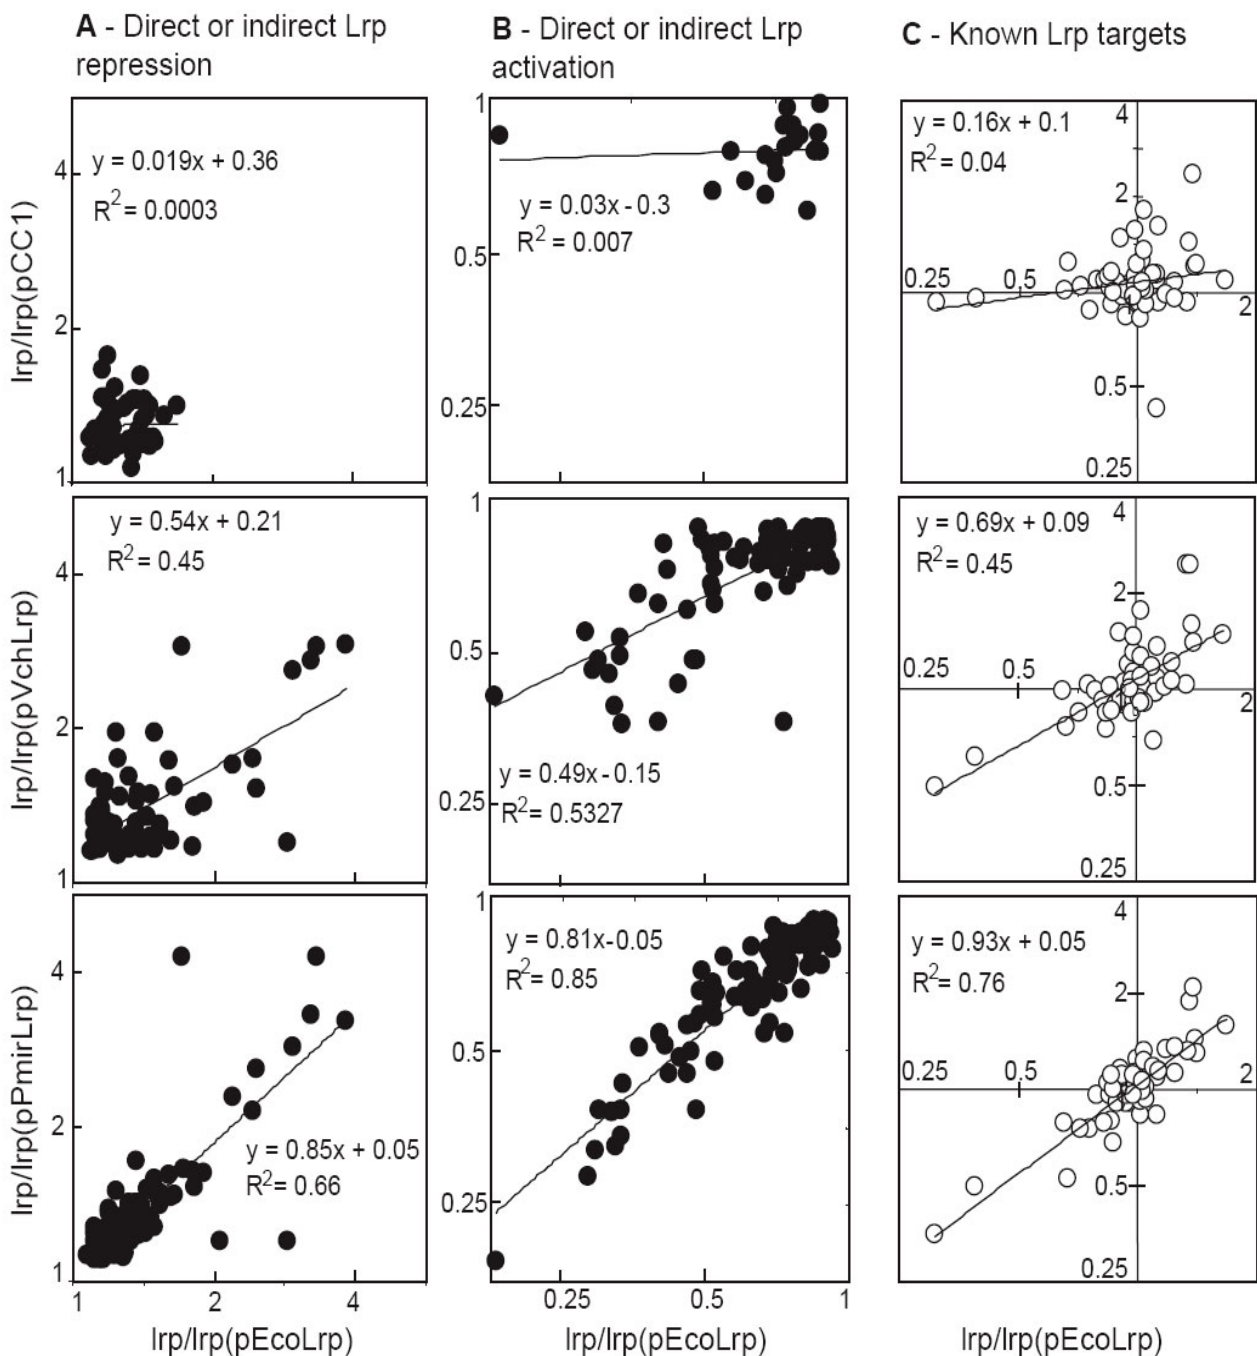 A - Direct or indirect Lrp
repression
B - Direct or indirect Lrp
activation
C - Known Lrp targets
lrp/lrp(pCC1)
4
2
1
y = 0.019x + 0.36
R2 = 0.0003
1
0.5
0.25
y = 0.03x - 0.3
R2 = 0.007
y = 0.16x + 0.1
R2 = 0.04
4
2
0.25
0.5
1
2
0.5
0.25
lrp/lrp(pVchLrp)
4
2
1
y = 0.54x + 0.21
R2 = 0.45
1
0.5
0.25
y = 0.49x - 0.15
R2 = 0.5327
y = 0.69x + 0.09
R2 = 0.45
4
2
0.25
0.5
2
0.5
0.25
lrp/lrp(pPmirLrp)
4
2
1
y = 0.85x + 0.05
R2 = 0.66
1
0.5
0.25
y = 0.81x-0.05
R2 = 0.85
y = 0.93x + 0.05
R2 = 0.76
4
2
0.25
0.5
2
0.5
0.25
1
2
4
0.25
0.5
1
lrp/lrp(pEcoLrp)
lrp/lrp(pEcoLrp)
lrp/lrp(pEcoLrp)